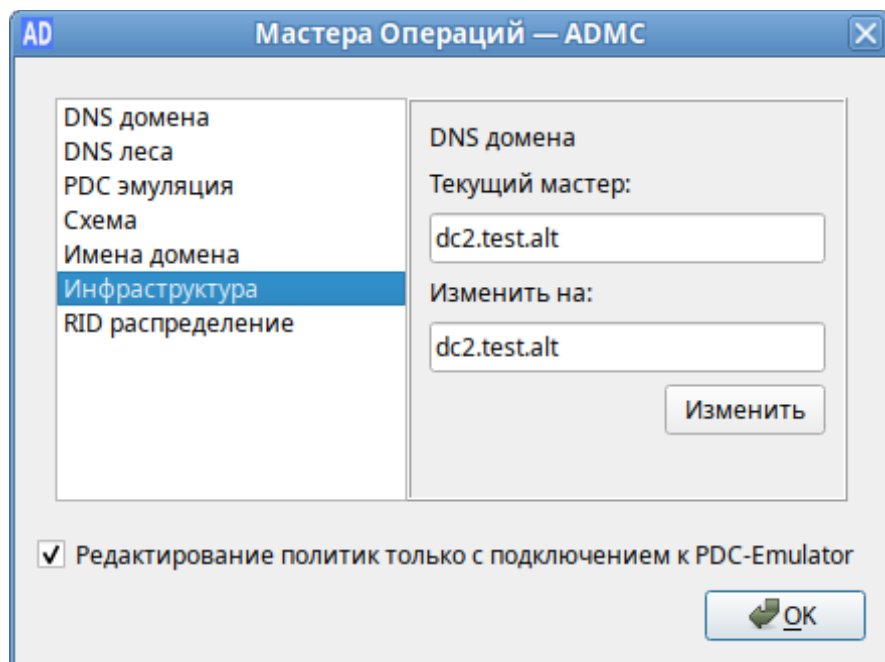 AD
Мастера Операций — ADMC
DNS домена
DNS леса
PDC эмуляция
Схема
Имена домена
Инфраструктура
RID распределение
DNS домена
Текущий мастер:
dc2.test.alt
Изменить на:
dc2.test.alt
Изменить
Редактирование политик только с подключением к PDC-Emulator
OK